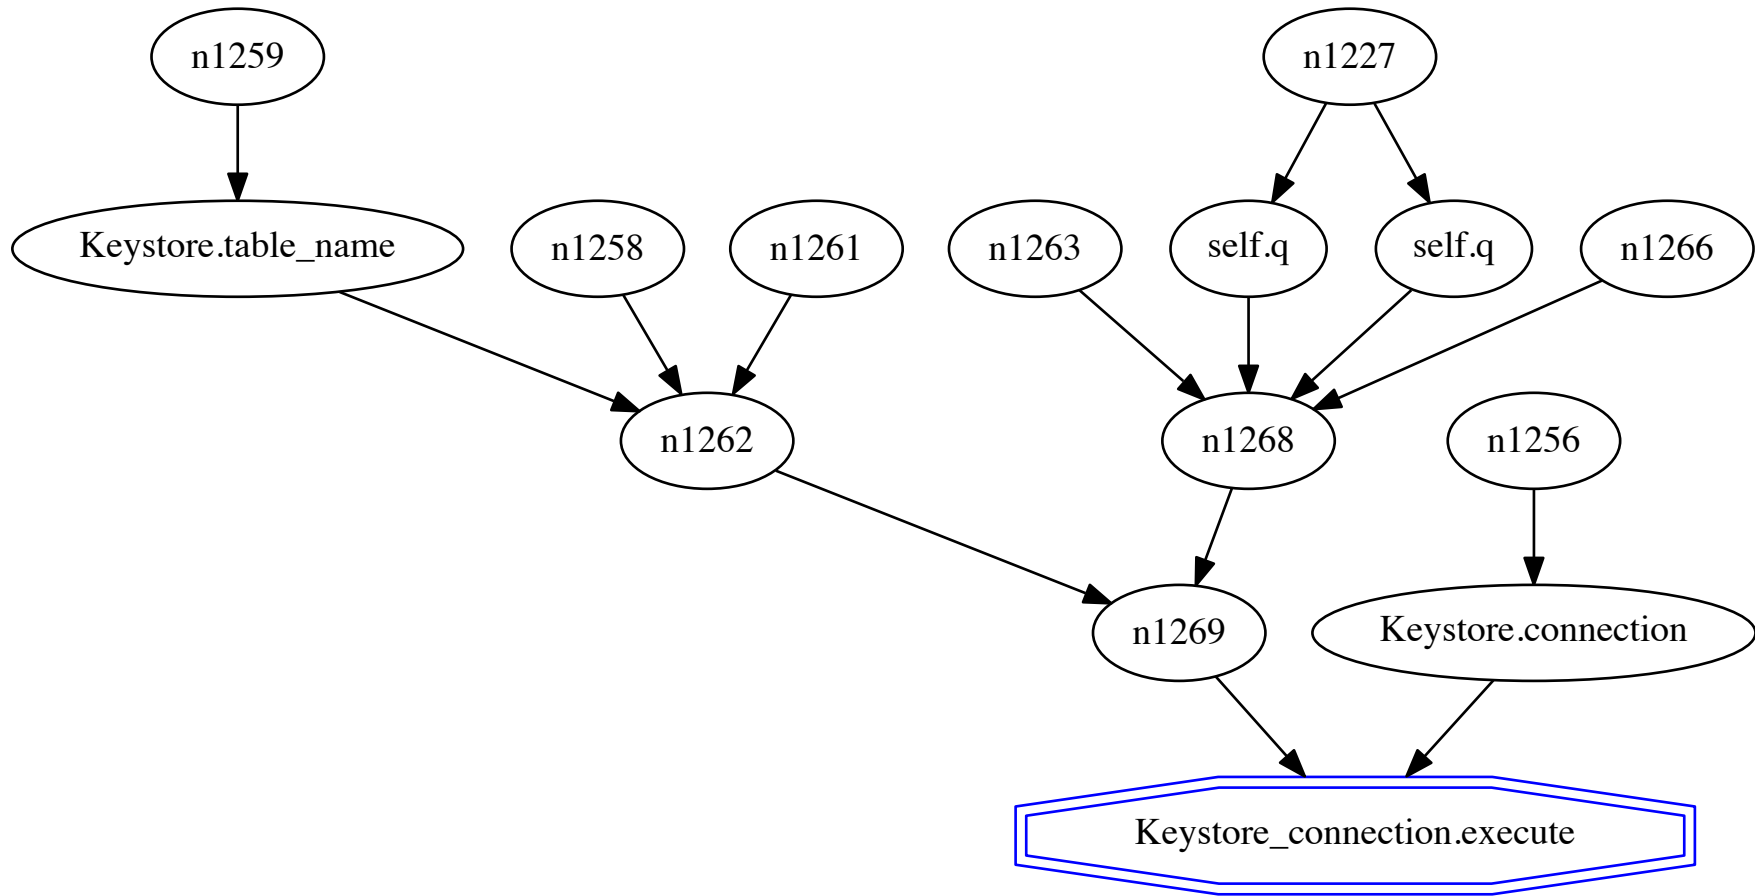 n1259
n1227
Keystore.table_name
n1258
n1261
n1263
self.q
self.q
n1266
n1262
n1268
n1256
n1269
Keystore.connection
Keystore_connection.execute